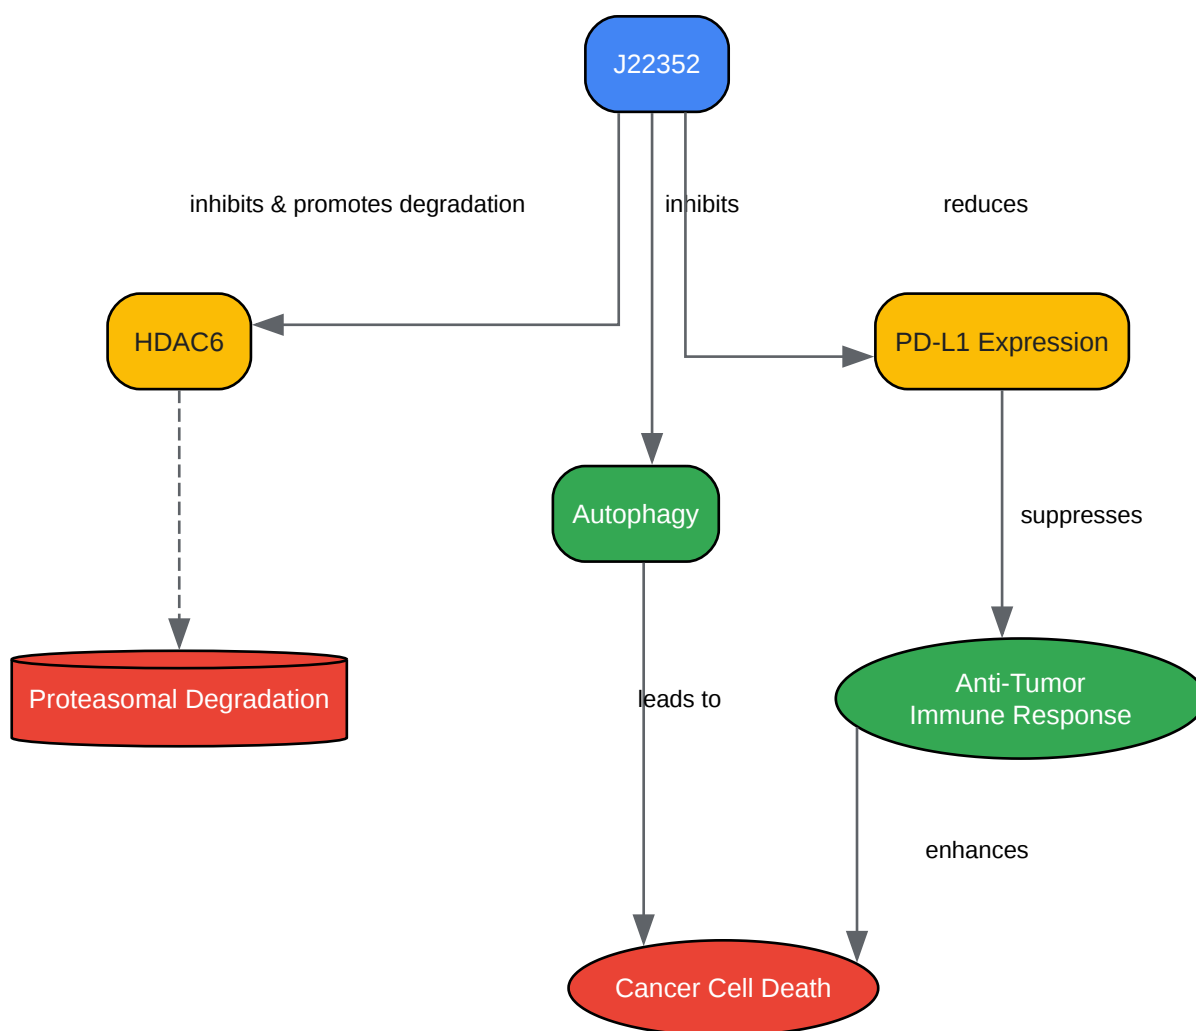 J22352
inhibits & promotes degradation
inhibits
reduces
HDAC6
PD-L1 Expression
Autophagy
suppresses
Proteasomal Degradation
leads to
Anti-Tumor
Immune Response
enhances
Cancer Cell Death